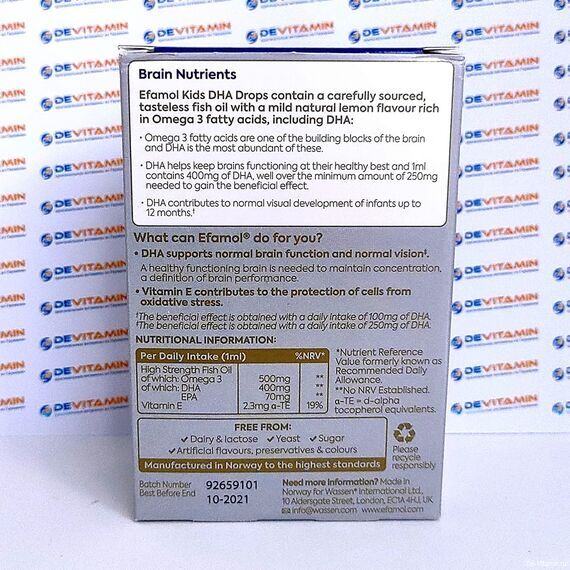 DEVITAMIN
Brain Nutrients
Efamol Kids DHA Drops contain a carefully sourced,
tasteless fish oil with a mild natural lemon flavour rich
in Omega 3 fatty acids, including DHA:
• Omega 3 fatty acids are one of the building blocks of the brain
and DHA is the most abundant of these.
• DHA helps keep brains functioning at their healthy best and 1ml
contains 400mg of DHA, well over the minimum amount of 250mg
needed to gain the beneficial effect.
• DHA contributes to normal visual development of infants up to
12 months.†
What can Efamol® do for you?
• DHA supports normal brain function and normal vision‡.
A healthy functioning brain is needed to maintain concentration,
a definition of brain performance.
• Vitamin E contributes to the protection of cells from
oxidative stress.
†The beneficial effect is obtained with a daily intake of 100mg of DHA.
‡The beneficial effect is obtained with a daily intake of 250mg of DHA.
NUTRITIONAL INFORMATION:
Per Daily Intake (1ml) %NRV*
High Strength Fish Oil
of which: Omega 3 500mg **
of which: DHA 400mg **
EPA 70mg **
Vitamin E 2.3mg α-TE 19%
*Nutrient Reference
Value formerly known as
Recommended Daily
Allowance.
**No NRV Established.
α-TE = d-alpha
tocopherol equivalents.
FREE FROM:
✓ Dairy & lactose ✓ Yeast ✓ Sugar
✓ Artificial flavours, preservatives & colours
Manufactured in Norway to the highest standards
Please
recycle
responsibly
Batch Number 92659101
Best Before End 10-2021
Need more Information? Made in
Norway for Wassen® International Ltd.,
10 Aldersgate Street, London, EC1A 4HJ, UK
info@wassen.com www.efamol.com